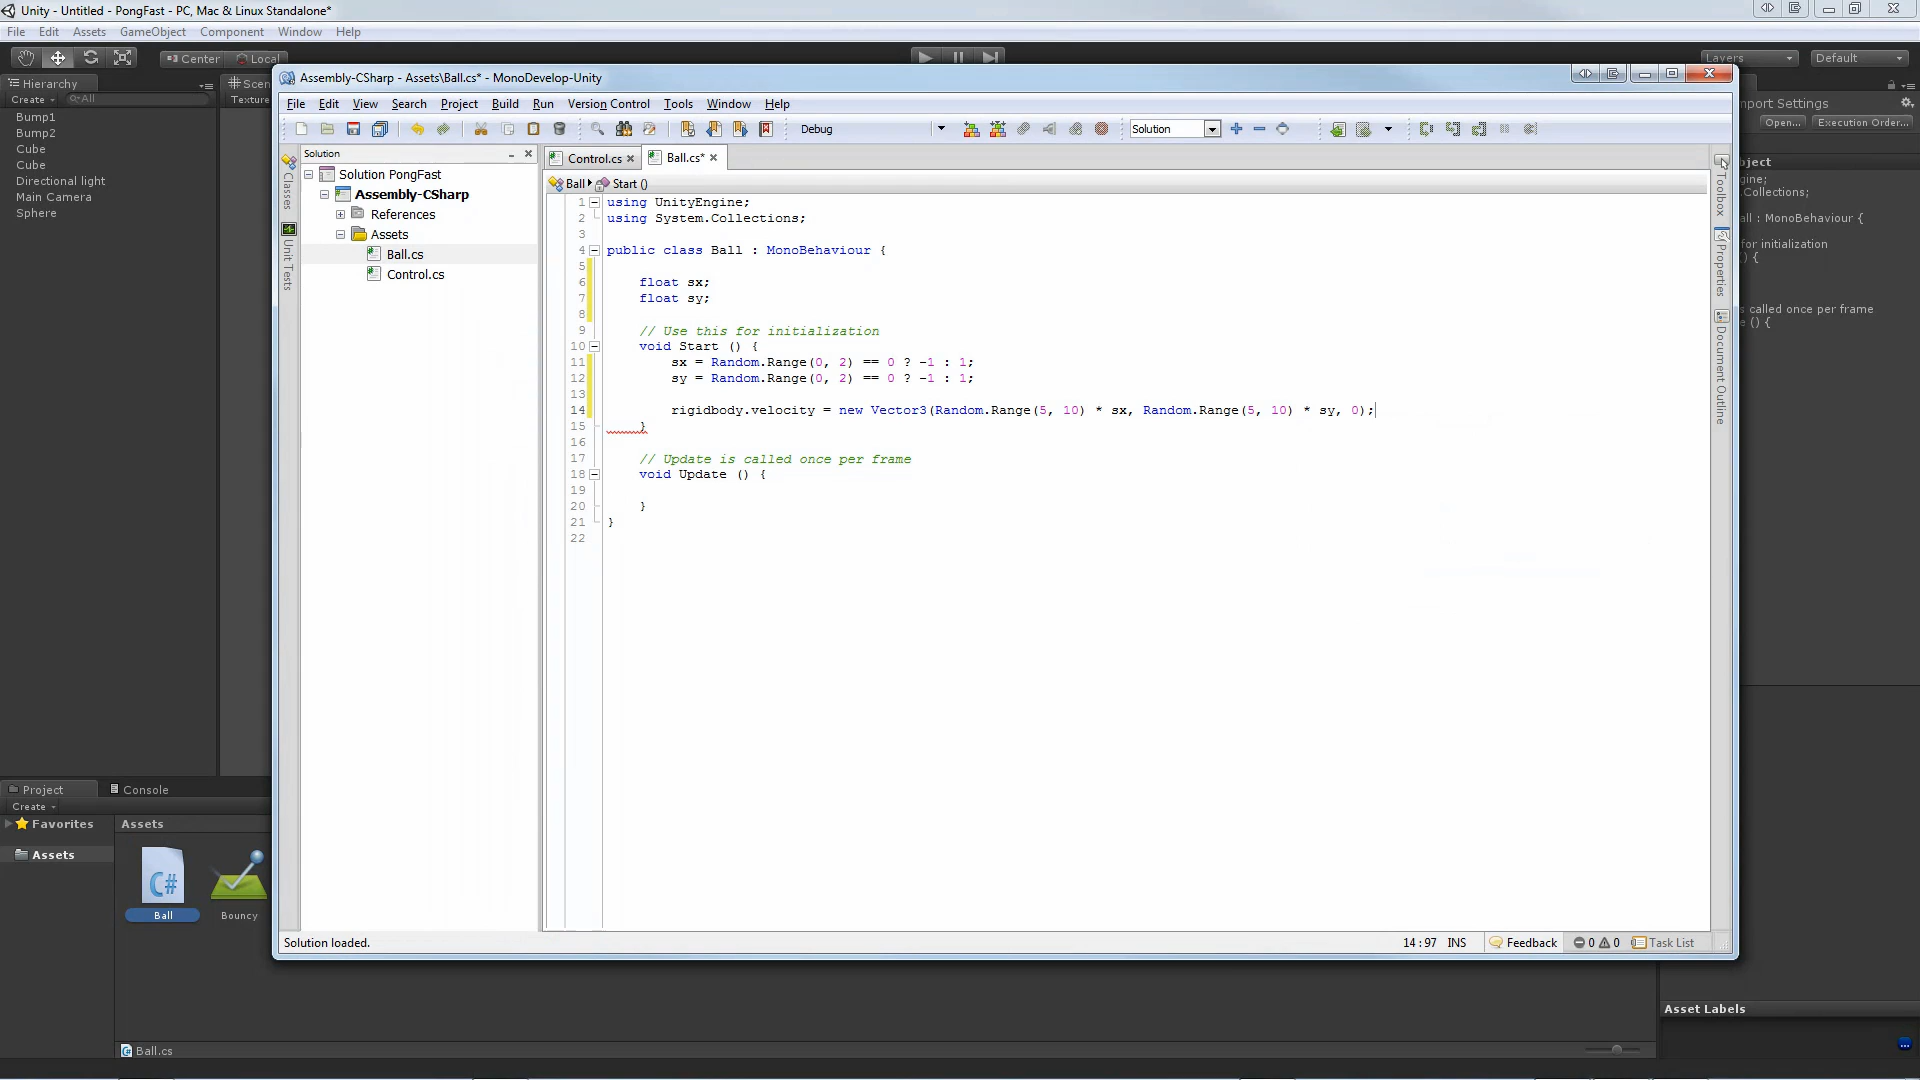 Unity - Untitled - PongFast - PC, Mac & Linux Standalone*
File Edit Assets GameObject Component Window Help
Center Local
Layers Default
Hierarchy
Create All
Bump1
Bump2
Cube
Cube
Directional light
Main Camera
Sphere
Scen
Texture
Assembly-CSharp - Assets\Ball.cs* - MonoDevelop-Unity
File Edit View Search Project Build Run Version Control Tools Window Help
Debug
Solution
Classes
Unit Tests
Solution
Solution PongFast
Assembly-CSharp
References
Assets
Ball.cs
Control.cs
Control.cs
Ball.cs*
Ball Start ()
1 using UnityEngine;
2 using System.Collections;
3
4 public class Ball : MonoBehaviour {
5
6 float sx;
7 float sy;
8
9 // Use this for initialization
10 void Start () {
11 sx = Random.Range(0, 2) == 0 ? -1 : 1;
12 sy = Random.Range(0, 2) == 0 ? -1 : 1;
13
14 rigidbody.velocity = new Vector3(Random.Range(5, 10) * sx, Random.Range(5, 10) * sy, 0);
15 }
16
17 // Update is called once per frame
18 void Update () {
19
20 }
21 }
22
Toolbox
Properties
Document Outline
Solution loaded.
14 : 97 INS
Feedback
0 0
Task List
mport Settings
Open... Execution Order...
bject
gine;
.Collections;
all : MonoBehaviour {
for initialization
() {
s called once per frame
e () {
Project Console
Create
Favorites
Assets
Assets
C#
Ball
Bouncy
Ball.cs
Asset Labels